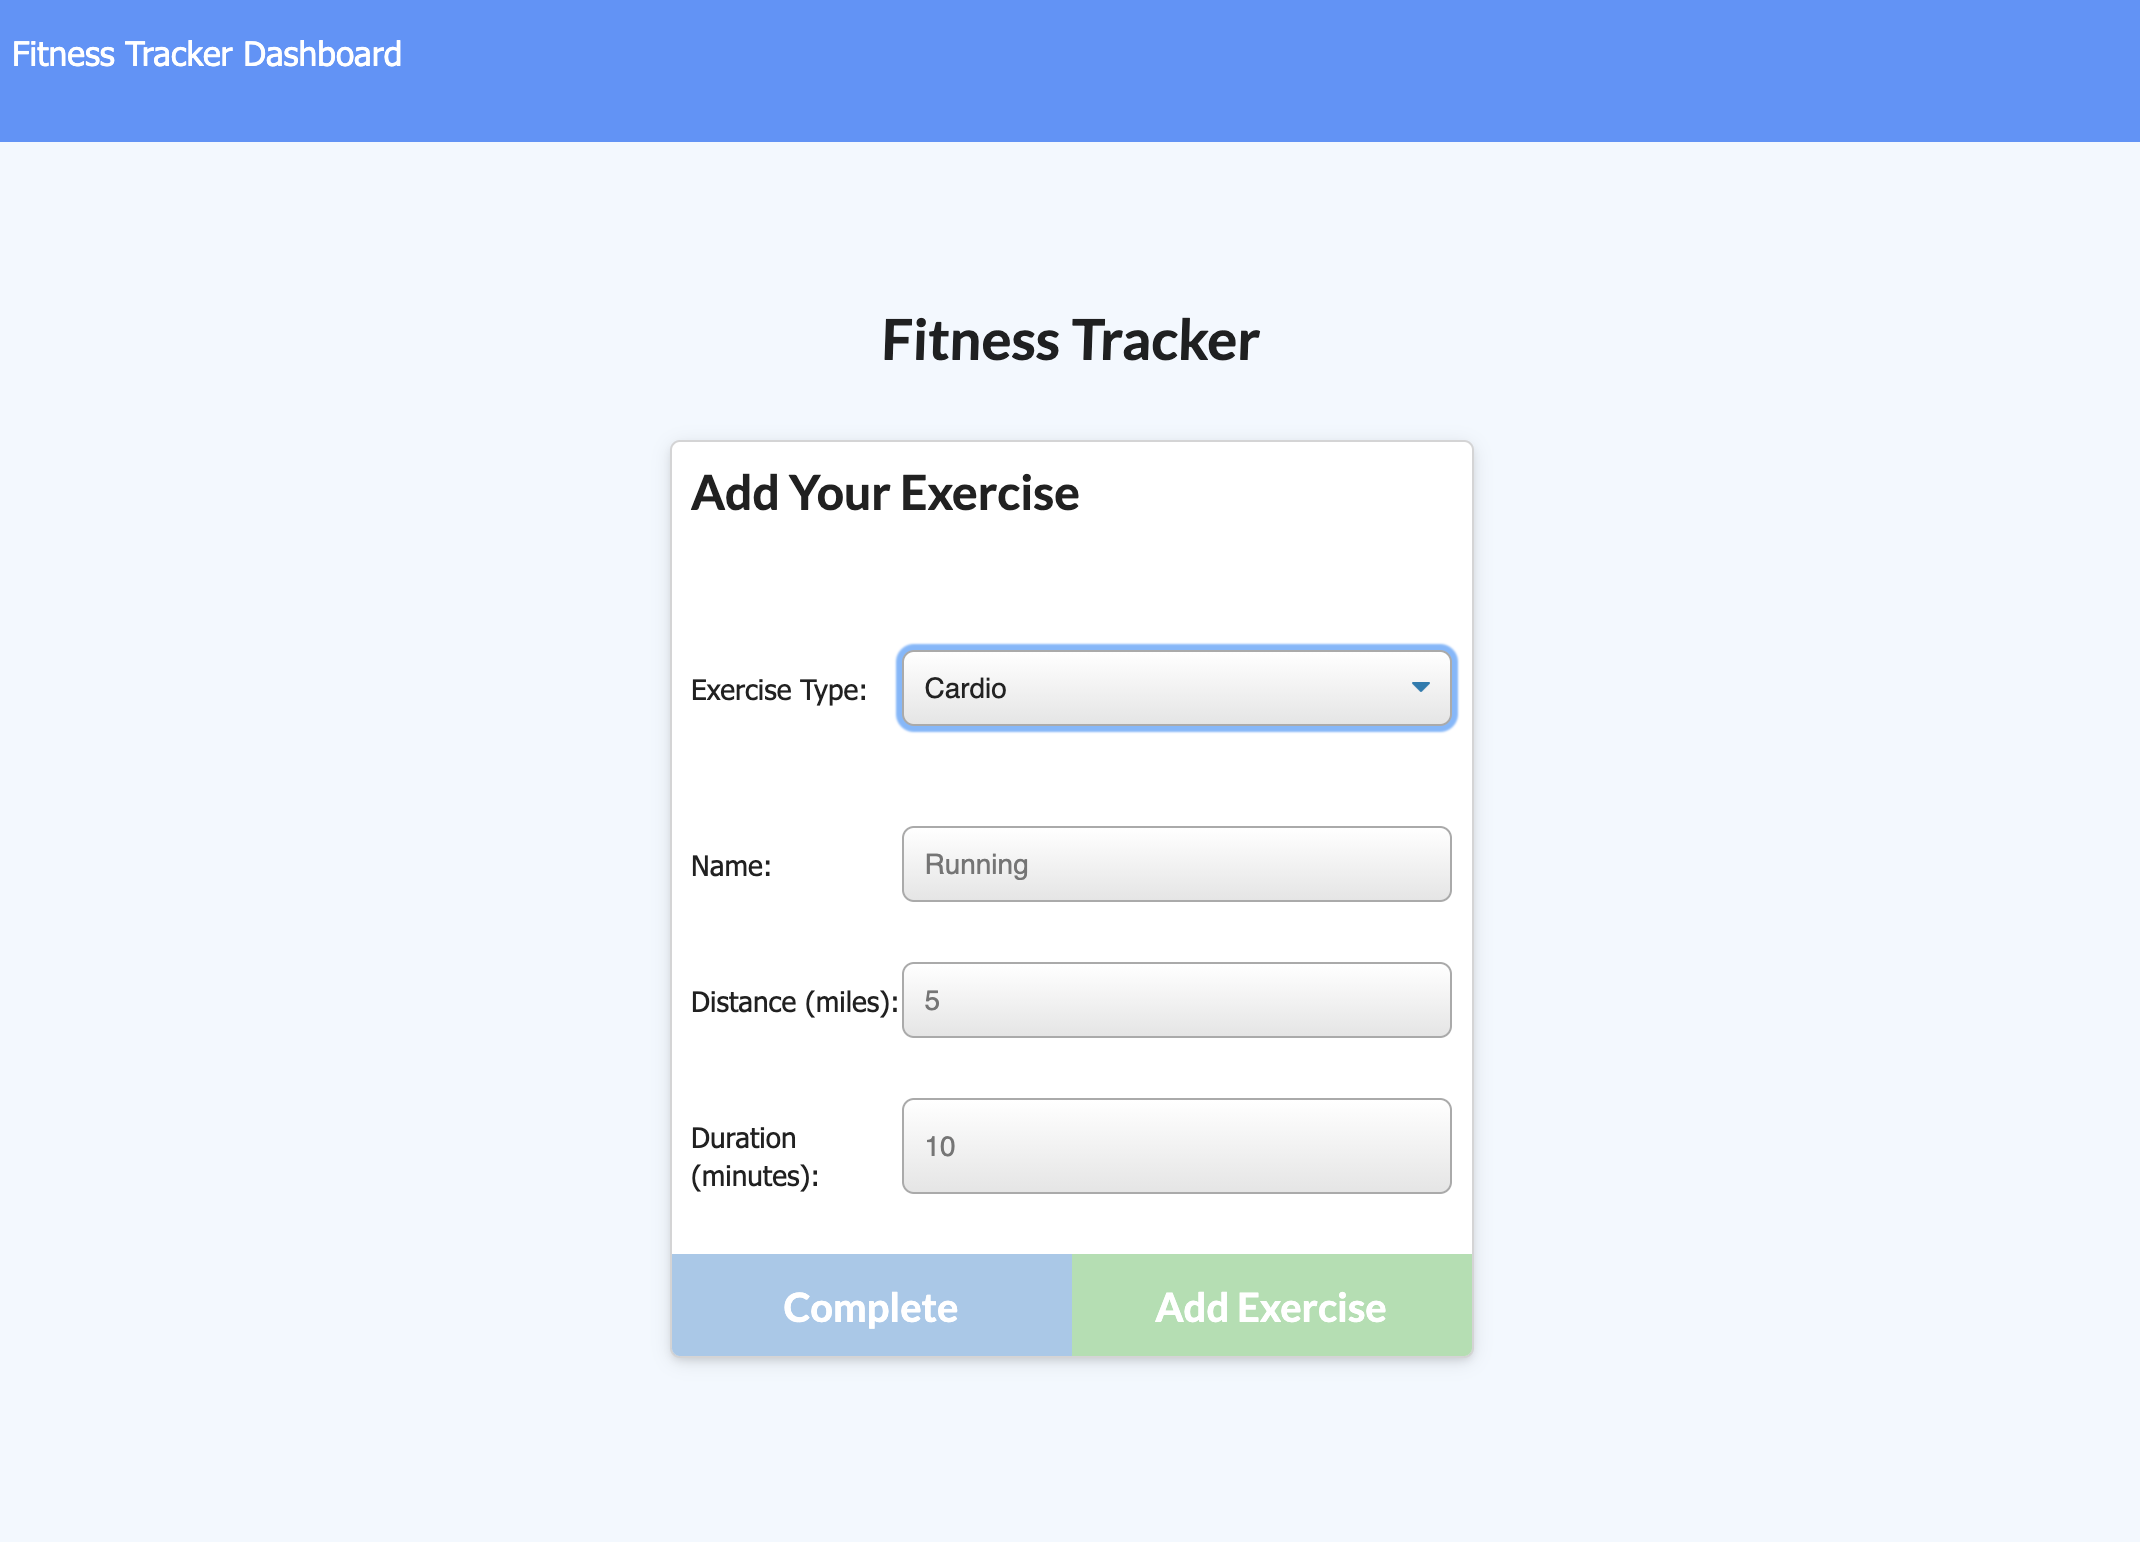 Fitness Tracker Dashboard
Fitness Tracker
Add Your Exercise
Exercise Type: Cardio
Name: Running
Distance (miles): 5
Duration (minutes): 10
Complete Add Exercise